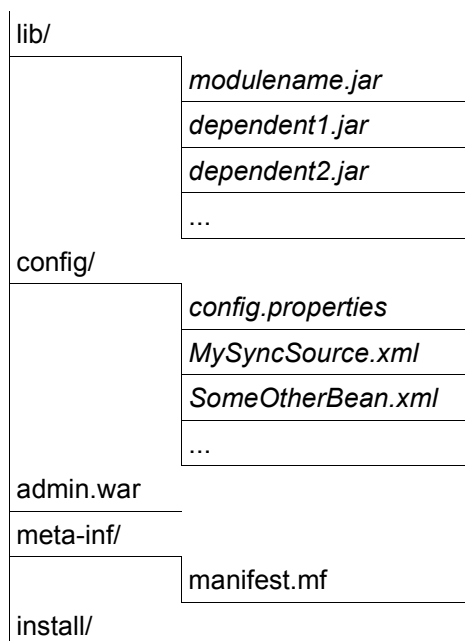 lib/
modulename.jar
dependent1.jar
dependent2.jar
...
config/
config.properties
MySyncSource.xml
SomeOtherBean.xml
...
admin.war
meta-inf/
manifest.mf
install/